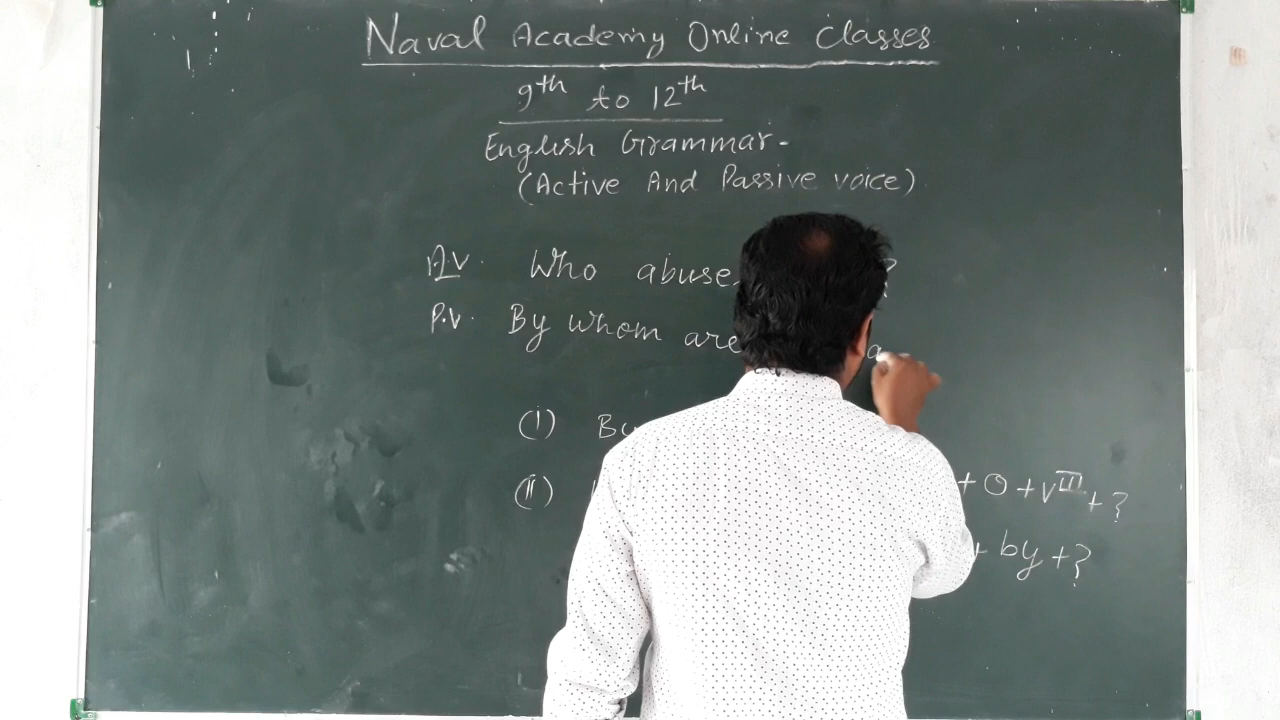 Naval Academy Online classes
9th to 12th
English Grammar-
(Active And Passive voice)
A.V. Who abuse ?
P.V. By whom are a
(I) By
(II) + O + VIII + ?
+ by + ?